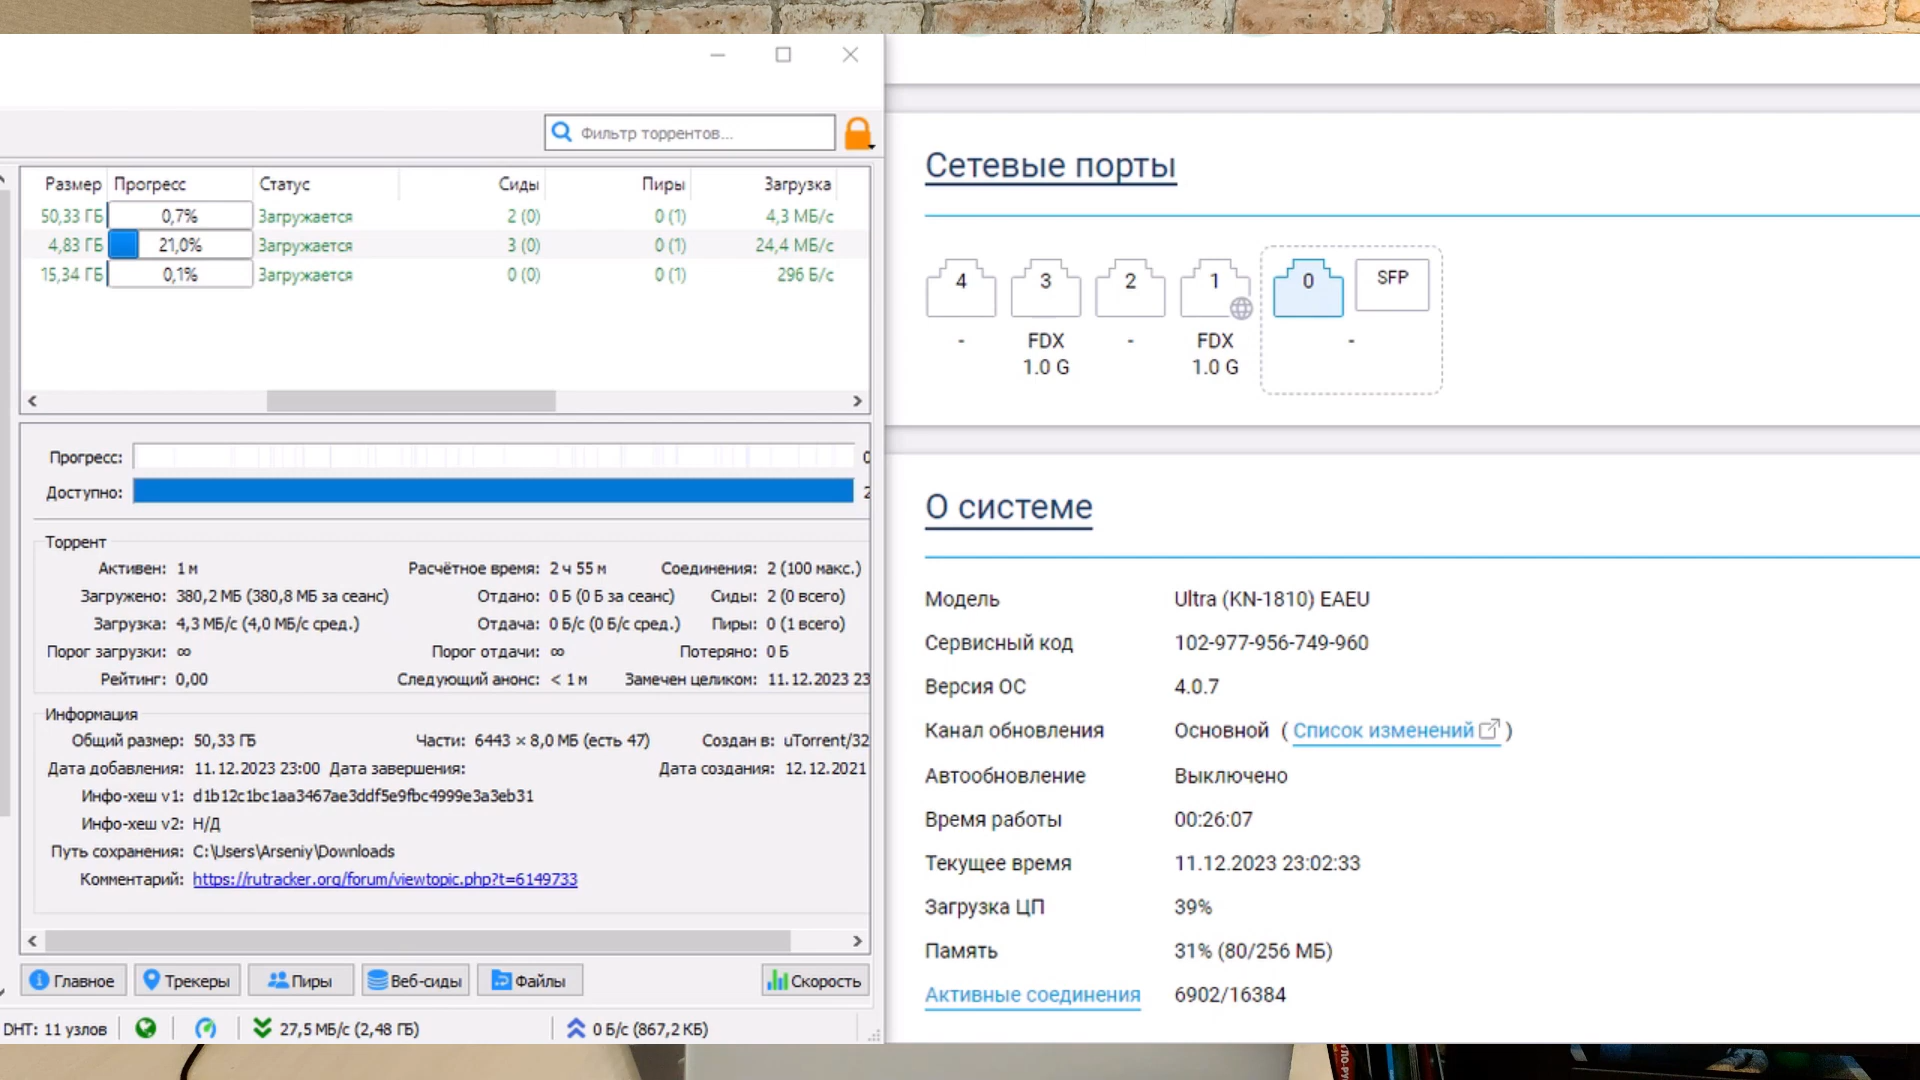 Фильтр торрентов...
Размер Прогресс Статус Сиды Пиры Загрузка
50,33 ГБ 0,7% Загружается 2 (0) 0 (1) 4,3 МБ/с
4,83 ГБ 21,0% Загружается 3 (0) 0 (1) 24,4 МБ/с
15,34 ГБ 0,1% Загружается 0 (0) 0 (1) 296 Б/с
Прогресс:
Доступно:
Торрент
Активен: 1 м Расчётное время: 2 ч 55 м Соединения: 2 (100 макс.)
Загружено: 380,2 МБ (380,8 МБ за сеанс) Отдано: 0 Б (0 Б за сеанс) Сиды: 2 (0 всего)
Загрузка: 4,3 МБ/с (4,0 МБ/с сред.) Отдача: 0 Б/с (0 Б/с сред.) Пиры: 0 (1 всего)
Порог загрузки: ∞ Порог отдачи: ∞ Потеряно: 0 Б
Рейтинг: 0,00 Следующий анонс: < 1 м Замечен целиком: 11.12.2023 23
Информация
Общий размер: 50,33 ГБ Части: 6443 × 8,0 МБ (есть 47) Создан в: uTorrent/32
Дата добавления: 11.12.2023 23:00 Дата завершения: Дата создания: 12.12.2021
Инфо-хеш v1: d1b12c1bc1aa3467ae3ddf5e9fbc4999e3a3eb31
Инфо-хеш v2: Н/Д
Путь сохранения: C:\Users\Arseniy\Downloads
Комментарий: https://rutracker.org/forum/viewtopic.php?t=6149733
Главное Трекеры Пиры Веб-сиды Файлы Скорость
DHT: 11 узлов 27,5 МБ/с (2,48 ГБ) 0 Б/с (867,2 КБ)
Сетевые порты
4 3 2 1 0 SFP
- FDX - FDX -
1.0 G 1.0 G
О системе
Модель Ultra (KN-1810) EAEU
Сервисный код 102-977-956-749-960
Версия ОС 4.0.7
Канал обновления Основной ( Список изменений )
Автообновление Выключено
Время работы 00:26:07
Текущее время 11.12.2023 23:02:33
Загрузка ЦП 39%
Память 31% (80/256 МБ)
Активные соединения 6902/16384